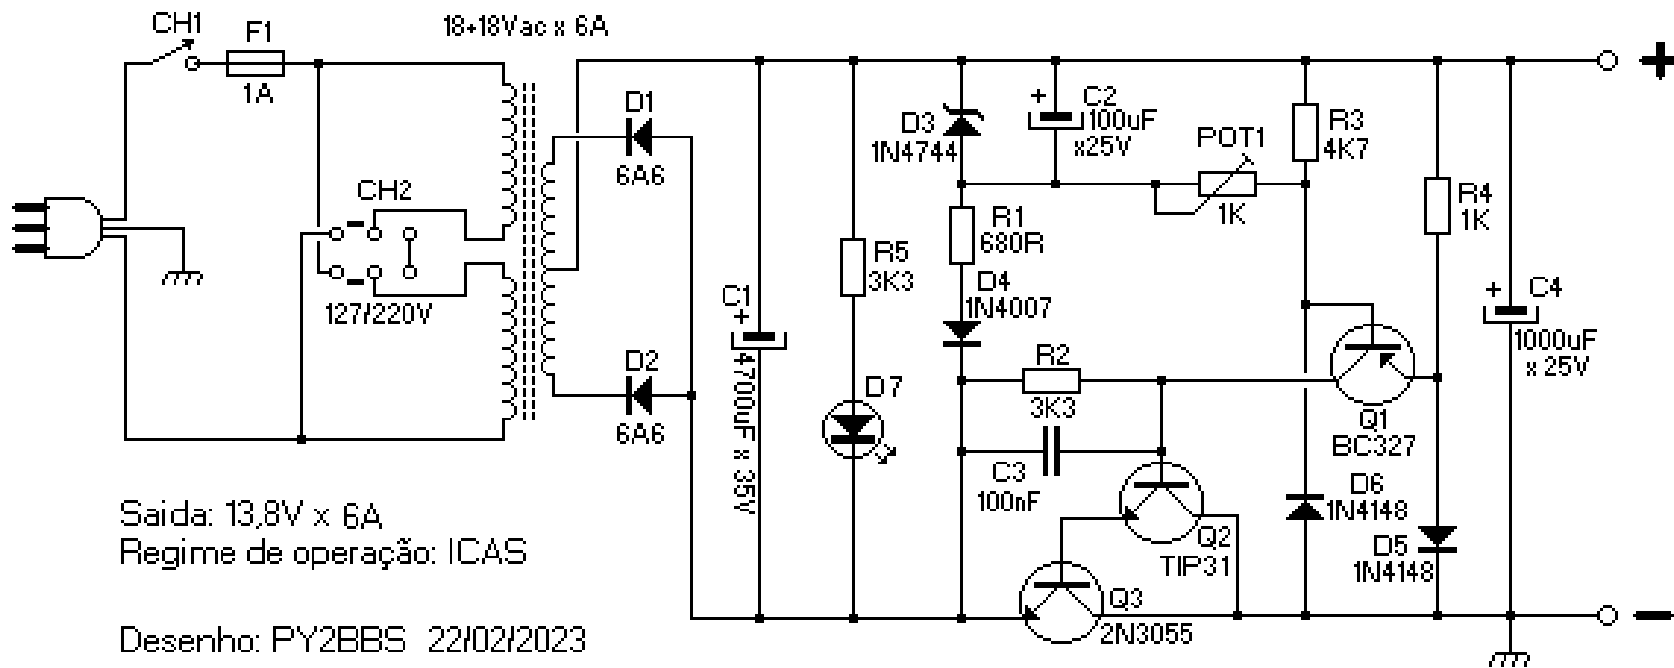 CH1
F1
1A
18+18Vac x 6A
CH2
127/220V
D1
6A6
D2
6A6
C1
+
4700uF x 35V
R5
3K3
D7
D3
1N4744
+
C2
100uF
x25V
POT1
1K
R1
680R
D4
1N4007
R2
3K3
C3
100nF
R3
4K7
R4
1K
+
C4
1000uF
x 25V
Q1
BC327
Q2
TIP31
Q3
2N3055
D6
1N4148
D5
1N4148
+
-
Saida: 13,8V x 6A
Regime de operação: ICAS
Desenho: PY2BBS 22/02/2023